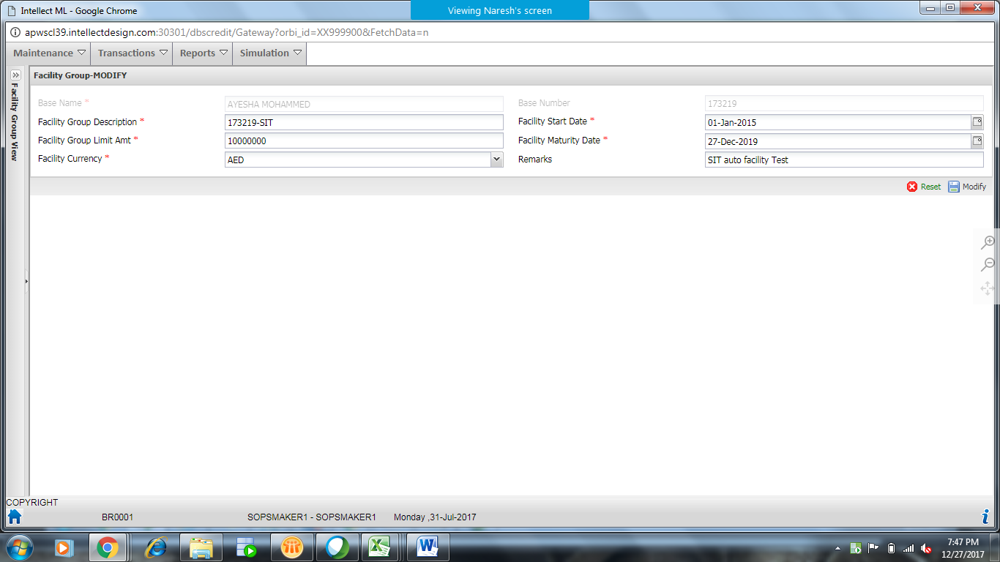 Intellect ML - Google Chrome
Viewing Naresh's screen
apwscl39.intellectdesign.com:30301/dbscredit/Gateway?orbi_id=XX999900&FetchData=n
Maintenance Transactions Reports Simulation
Facility Group View
Facility Group-MODIFY
Base Name * AYESHA MOHAMMED Base Number 173219
Facility Group Description * 173219-SIT Facility Start Date * 01-Jan-2015
Facility Group Limit Amt * 10000000 Facility Maturity Date * 27-Dec-2019
Facility Currency * AED Remarks SIT auto facility Test
Reset Modify
COPYRIGHT
BR0001 SOPSMAKER1 - SOPSMAKER1 Monday ,31-Jul-2017
7:47 PM
12/27/2017